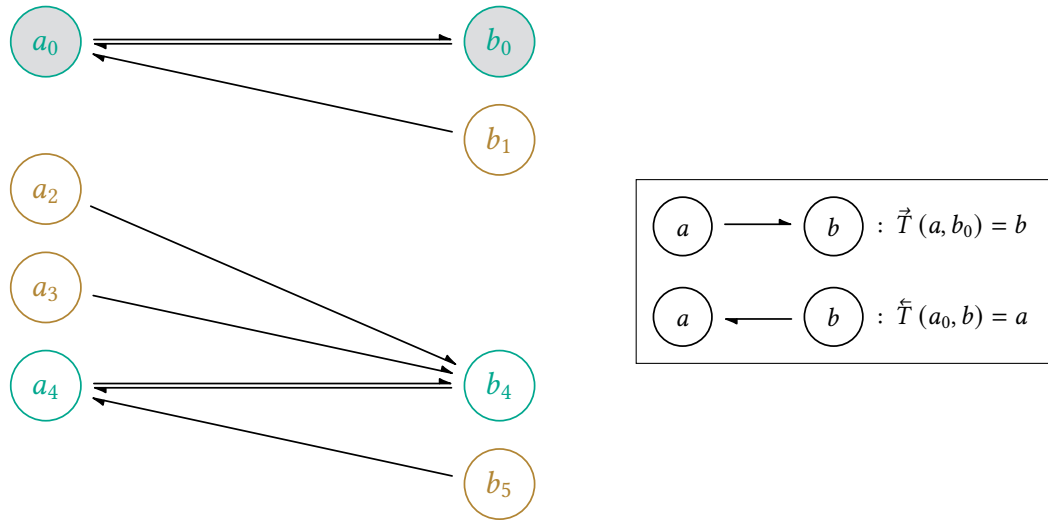 a₀ b₀
b₁
a₂
a₃
a₄ b₄
b₅
a b : T⃗ (a, b₀) = b
a b : T⃖ (a₀, b) = a